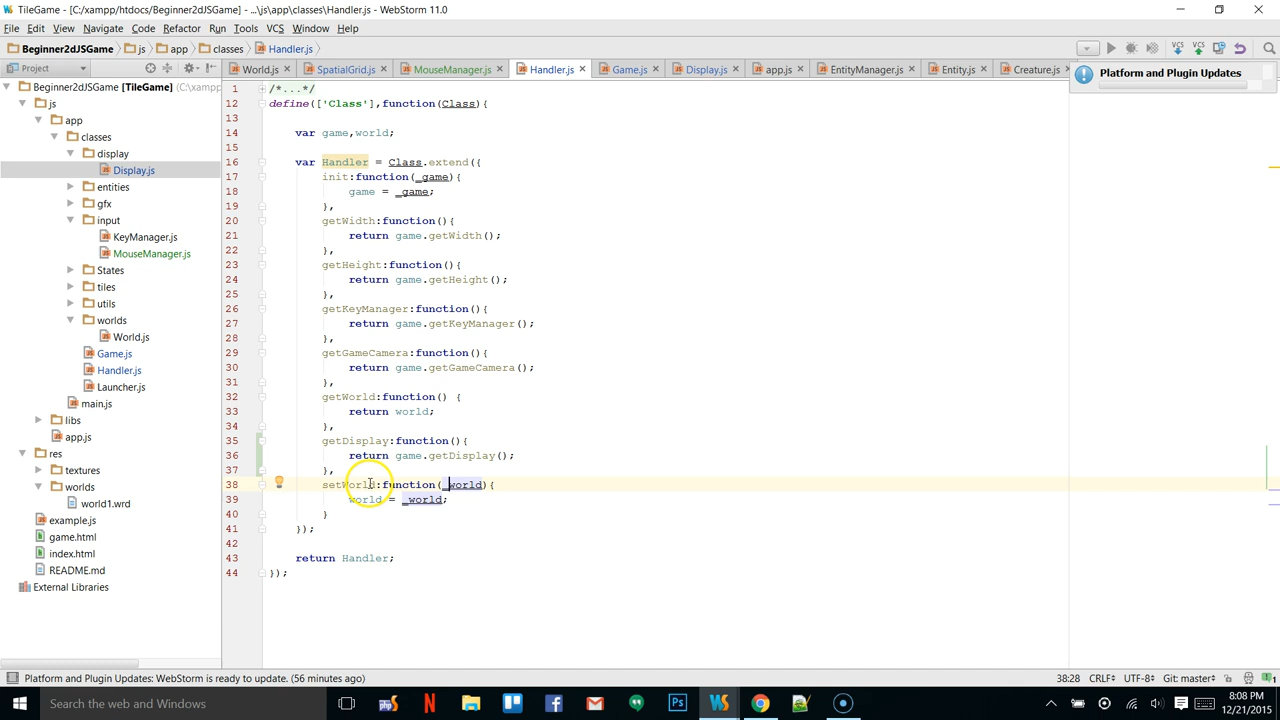 TileGame - [C:/xampp/htdocs/Beginner2dJSGame] - ...\js\app\classes\Handler.js - WebStorm 11.0
File Edit View Navigate Code Refactor Run Tools VCS Window Help
Beginner2dJSGame js app classes Handler.js
Project
World.js SpatialGrid.js MouseManager.js Handler.js Game.js Display.js app.js EntityManager.js Entity.js Creature.js
Platform and Plugin Updates
Beginner2dJSGame [TileGame] (C:\xampp
js
app
classes
display
Display.js
entities
gfx
input
KeyManager.js
MouseManager.js
States
tiles
utils
worlds
World.js
Game.js
Handler.js
Launcher.js
main.js
libs
app.js
res
textures
worlds
world1.wrd
example.js
game.html
index.html
README.md
External Libraries
1 /*...*/
12 define(['Class'],function(Class){
13
14 var game,world;
15
16 var Handler = Class.extend({
17 init:function(_game){
18 game = _game;
19 },
20 getWidth:function(){
21 return game.getWidth();
22 },
23 getHeight:function(){
24 return game.getHeight();
25 },
26 getKeyManager:function(){
27 return game.getKeyManager();
28 },
29 getGameCamera:function(){
30 return game.getGameCamera();
31 },
32 getWorld:function() {
33 return world;
34 },
35 getDisplay:function(){
36 return game.getDisplay();
37 },
38 setWorld:function(_world){
39 world = _world;
40 }
41 });
42
43 return Handler;
44 });
Platform and Plugin Updates: WebStorm is ready to update. (56 minutes ago)
38:28 CRLF UTF-8 Git: master
Search the web and Windows
8:08 PM
12/21/2015